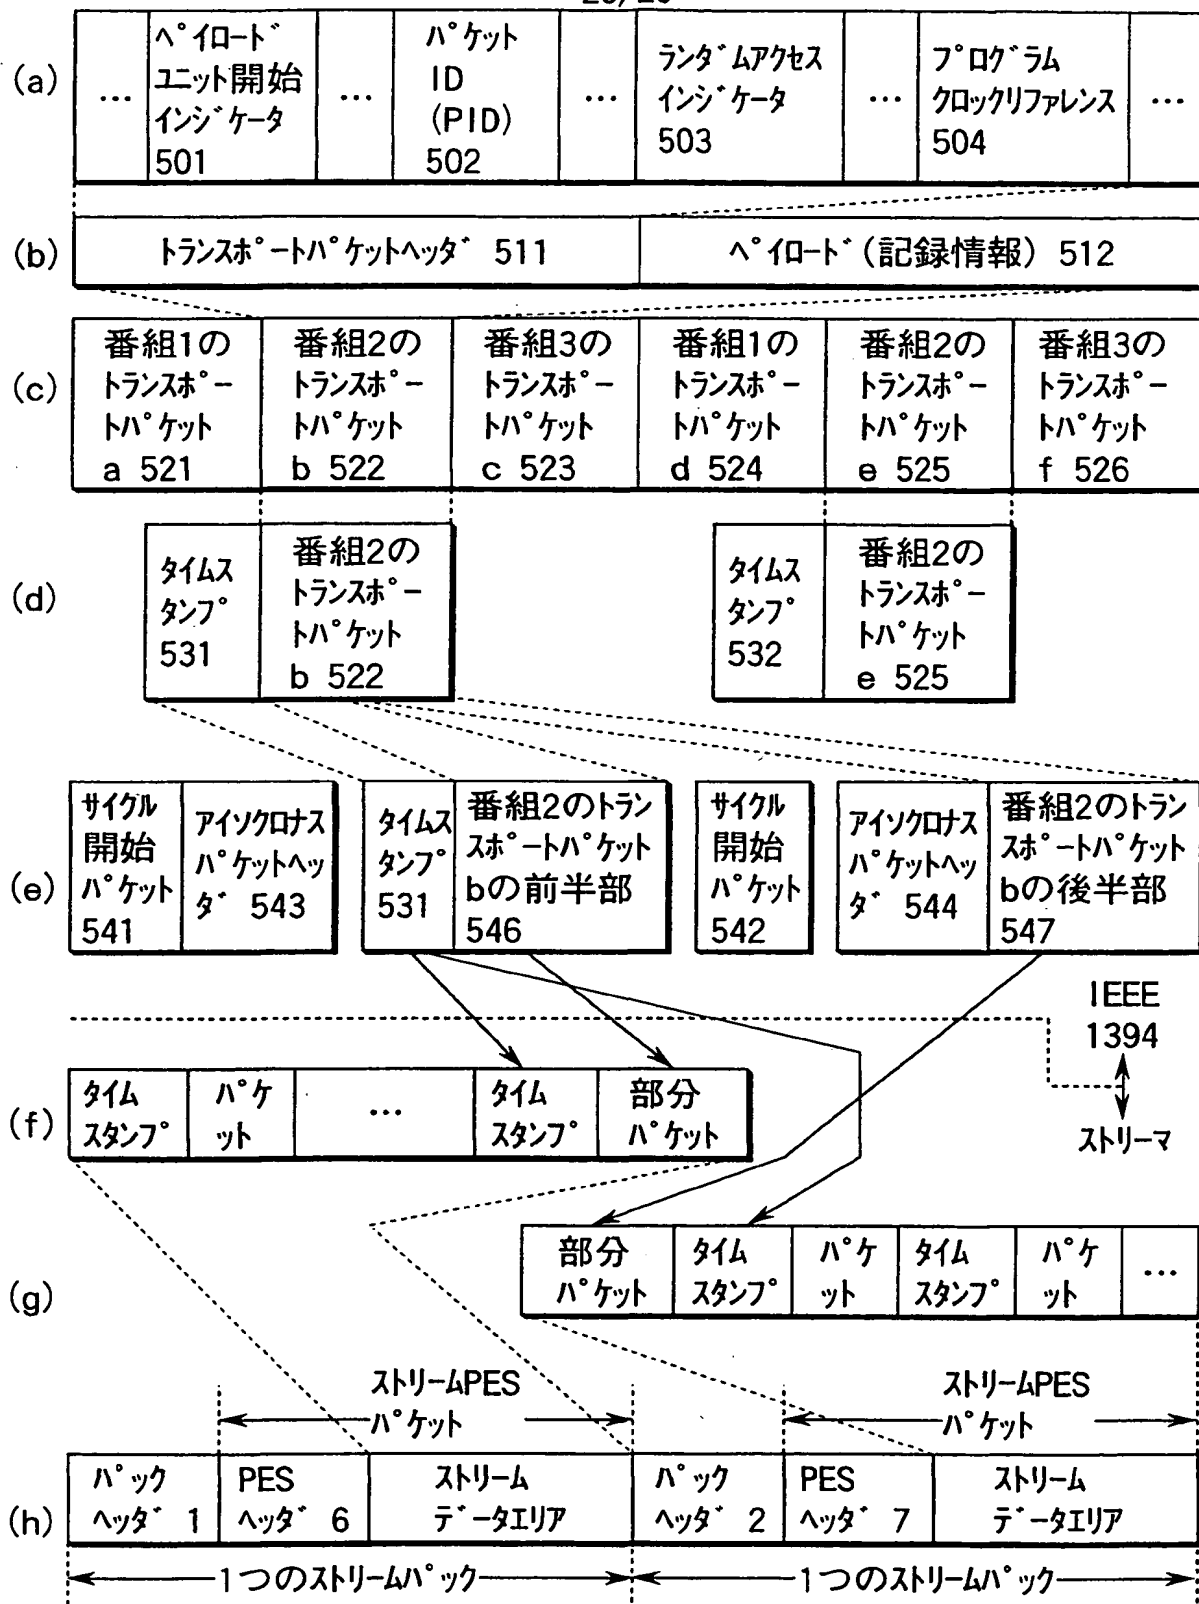 (a)
…
ペイロード
ユニット開始
インジケータ
501
…
パケット
ID
(PID)
502
…
ランダムアクセス
インジケータ
503
…
プログラム
クロックリファレンス
504
…
(b)
トランスポートパケットヘッダ 511
ペイロード(記録情報) 512
(c)
番組1の
トランスポー
トパケット
a 521
番組2の
トランスポー
トパケット
b 522
番組3の
トランスポー
トパケット
c 523
番組1の
トランスポー
トパケット
d 524
番組2の
トランスポー
トパケット
e 525
番組3の
トランスポー
トパケット
f 526
(d)
タイムス
タンプ
531
番組2の
トランスポー
トパケット
b 522
タイムス
タンプ
532
番組2の
トランスポー
トパケット
e 525
(e)
サイクル
開始
パケット
541
アイソクロナス
パケットヘッ
ダ 543
タイムス
タンプ
531
番組2のトラン
スポートパケット
bの前半部
546
サイクル
開始
パケット
542
アイソクロナス
パケットヘッ
ダ 544
番組2のトラン
スポートパケット
bの後半部
547
IEEE
1394
ストリーマ
(f)
タイム
スタンプ
パケ
ット
…
タイム
スタンプ
部分
パケット
(g)
部分
パケット
タイム
スタンプ
パケ
ット
タイム
スタンプ
パケ
ット
…
ストリームPES
パケット
ストリームPES
パケット
(h)
パック
ヘッダ 1
PES
ヘッダ 6
ストリーム
データエリア
パック
ヘッダ 2
PES
ヘッダ 7
ストリーム
データエリア
1つのストリームパック
1つのストリームパック